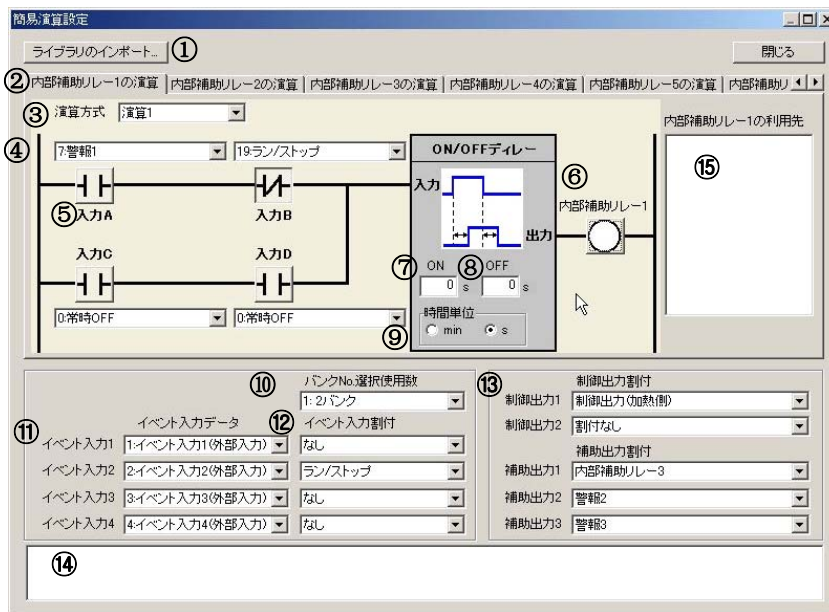 簡易演算設定
ライブラリのインポート... ① 閉じる
② 内部補助リレー1の演算 内部補助リレー2の演算 内部補助リレー3の演算 内部補助リレー4の演算 内部補助リレー5の演算 内部補助リ
③ 演算方式 演算1
内部補助リレー1の利用先
④ 7:警報1 19:ラン/ストップ ON/OFFディレー
⑮
入力 ⑥
⑤ 入力A 入力B 内部補助リレー1
出力
入力C 入力D ⑦ ON ⑧ OFF
0 s 0 s
0:常時OFF 0:常時OFF 時間単位
⑨ min s
⑩ バンクNo.選択使用数 ⑬ 制御出力割付
1: 2バンク 制御出力1 制御出力(加熱側)
イベント入力データ ⑫ イベント入力割付 制御出力2 割付なし
⑪ 補助出力割付
イベント入力1 1:イベント入力1(外部入力) なし
イベント入力2 2:イベント入力2(外部入力) ラン/ストップ 補助出力1 内部補助リレー3
イベント入力3 3:イベント入力3(外部入力) なし 補助出力2 警報2
イベント入力4 4:イベント入力4(外部入力) なし 補助出力3 警報3
⑭